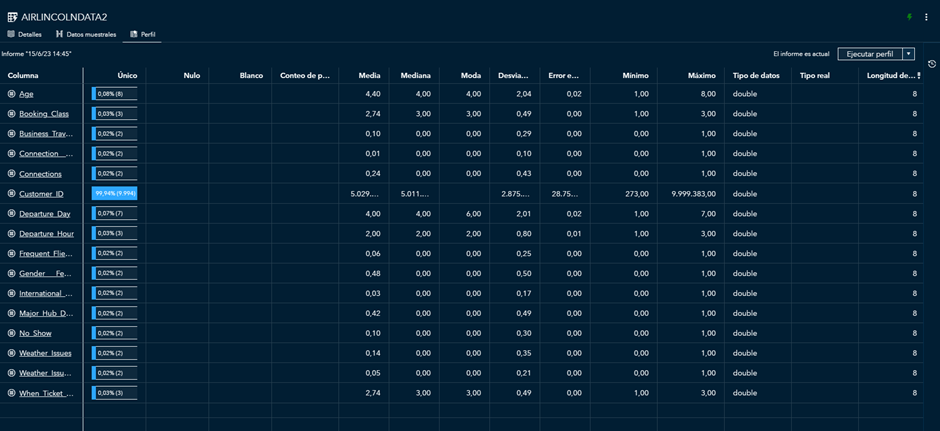 AIRLINCOLNDATA2
Detalles Datos muestrales Perfil
Informe "15/6/23 14:45" El informe es actual Ejecutar perfil
Columna Único Nulo Blanco Conteo de p... Media Mediana Moda Desvia... Error e... Mínimo Máximo Tipo de datos Tipo real Longitud de...
Age 0,08% (8) 4,40 4,00 4,00 2,04 0,02 1,00 8,00 double 8
Booking_Class 0,03% (3) 2,74 3,00 3,00 0,49 0,00 1,00 3,00 double 8
Business_Trav... 0,02% (2) 0,10 0,00 0,00 0,29 0,00 0,00 1,00 double 8
Connection_... 0,02% (2) 0,01 0,00 0,00 0,10 0,00 0,00 1,00 double 8
Connections 0,02% (2) 0,24 0,00 0,00 0,43 0,00 0,00 1,00 double 8
Customer_ID 99,94% (9.994) 5.029.... 5.011.... 2.875.... 28.75... 273,00 9.999.383,00 double 8
Departure_Day 0,07% (7) 4,00 4,00 6,00 2,01 0,02 1,00 7,00 double 8
Departure_Hour 0,03% (3) 2,00 2,00 2,00 0,80 0,01 1,00 3,00 double 8
Frequent_Flie... 0,02% (2) 0,06 0,00 0,00 0,25 0,00 0,00 1,00 double 8
Gender__Fe... 0,02% (2) 0,48 0,00 0,00 0,50 0,00 0,00 1,00 double 8
International_... 0,02% (2) 0,03 0,00 0,00 0,17 0,00 0,00 1,00 double 8
Major_Hub_D... 0,02% (2) 0,42 0,00 0,00 0,49 0,00 0,00 1,00 double 8
No_Show 0,02% (2) 0,10 0,00 0,00 0,30 0,00 0,00 1,00 double 8
Weather_Issues 0,02% (2) 0,14 0,00 0,00 0,35 0,00 0,00 1,00 double 8
Weather_Issu... 0,02% (2) 0,05 0,00 0,00 0,21 0,00 0,00 1,00 double 8
When_Ticket_... 0,03% (3) 2,74 3,00 3,00 0,49 0,00 1,00 3,00 double 8